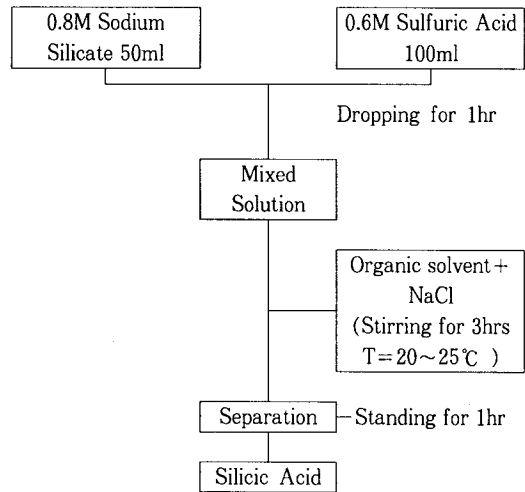 0.8M Sodium
Silicate 50ml
0.6M Sulfuric Acid
100ml
Dropping for 1hr
Mixed
Solution
Organic solvent+
NaCl
(Stirring for 3hrs
T=20~25℃ )
Separation
Standing for 1hr
Silicic Acid